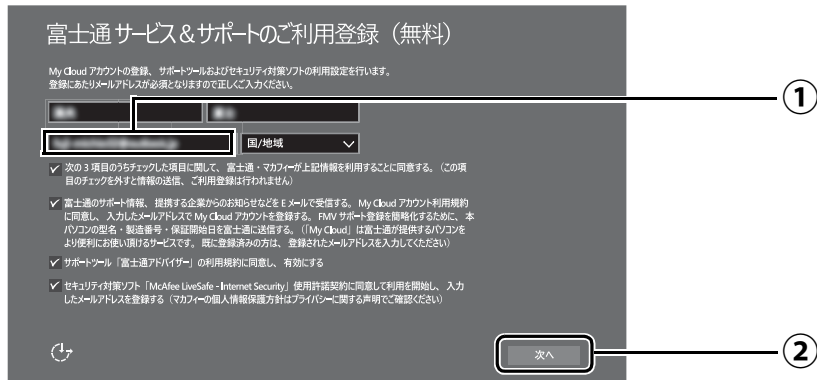 富士通 サービス＆サポートのご利用登録（無料）
My Cloud アカウントの登録、サポートツールおよびセキュリティ対策ソフトの利用設定を行います。
登録にあたりメールアドレスが必須となりますので正しくご入力ください。
①
国/地域
次の 3 項目のうちチェックした項目に関して、富士通・マカフィーが上記情報を利用することに同意する。（この項
目のチェックを外すと情報の送信、ご利用登録は行われません）
富士通のサポート情報、提携する企業からのお知らせなどを E メールで受信する。My Cloud アカウント利用規約
に同意し、入力したメールアドレスで My Cloud アカウントを登録する。FMV サポート登録を簡略化するために、本
パソコンの型名・製造番号・保証開始日を富士通に送信する。（「My Cloud」は富士通が提供するパソコンを
より便利にお使い頂けるサービスです。既に登録済みの方は、登録されたメールアドレスを入力してください）
サポートツール「富士通アドバイザー」の利用規約に同意し、有効にする
セキュリティ対策ソフト「McAfee LiveSafe - Internet Security」使用許諾契約に同意して利用を開始し、入力
したメールアドレスを登録する（マカフィーの個人情報保護方針はプライバシーに関する声明でご確認ください）
次へ
②